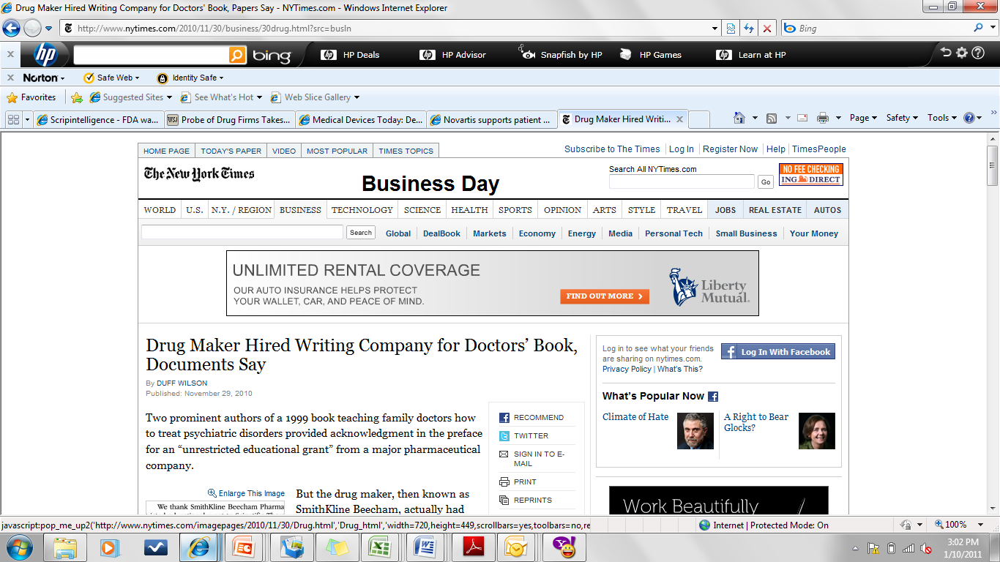 Drug Maker Hired Writing Company for Doctors' Book, Papers Say - NYTimes.com - Windows Internet Explorer
http://www.nytimes.com/2010/11/30/business/30drug.html?src=busln
Bing
hp bing HP Deals HP Advisor Snapfish by HP HP Games Learn at HP
Norton Safe Web Identity Safe
Favorites Suggested Sites See What's Hot Web Slice Gallery
Scripintelligence - FDA wa... Probe of Drug Firms Takes... Medical Devices Today: De... Novartis supports patient ... Drug Maker Hired Writi... Page Safety Tools
HOME PAGE TODAY'S PAPER VIDEO MOST POPULAR TIMES TOPICS
Subscribe to The Times Log In Register Now Help TimesPeople
The New York Times
Business Day
Search All NYTimes.com
Go
NO FEE CHECKING
ING DIRECT
WORLD U.S. N.Y. / REGION BUSINESS TECHNOLOGY SCIENCE HEALTH SPORTS OPINION ARTS STYLE TRAVEL JOBS REAL ESTATE AUTOS
Search Global DealBook Markets Economy Energy Media Personal Tech Small Business Your Money
UNLIMITED RENTAL COVERAGE
OUR AUTO INSURANCE HELPS PROTECT
YOUR WALLET, CAR, AND PEACE OF MIND.
FIND OUT MORE
Liberty
Mutual.
Drug Maker Hired Writing Company for Doctors’ Book,
Documents Say
By DUFF WILSON
Published: November 29, 2010
Two prominent authors of a 1999 book teaching family doctors how
to treat psychiatric disorders provided acknowledgment in the preface
for an “unrestricted educational grant” from a major pharmaceutical
company.
Enlarge This Image
We thank SmithKline Beecham Pharma
But the drug maker, then known as
SmithKline Beecham, actually had
RECOMMEND
TWITTER
SIGN IN TO E-
MAIL
PRINT
REPRINTS
Log in to see what your friends
are sharing on nytimes.com.
Privacy Policy | What's This?
Log In With Facebook
What's Popular Now
Climate of Hate
A Right to Bear
Glocks?
Work Beautifully
javascript:pop_me_up2('http://www.nytimes.com/imagepages/2010/11/30/Drug.html','Drug_html','width=720,height=449,scrollbars=yes,toolbars=no,re
Internet | Protected Mode: On
100%
3:02 PM
1/10/2011